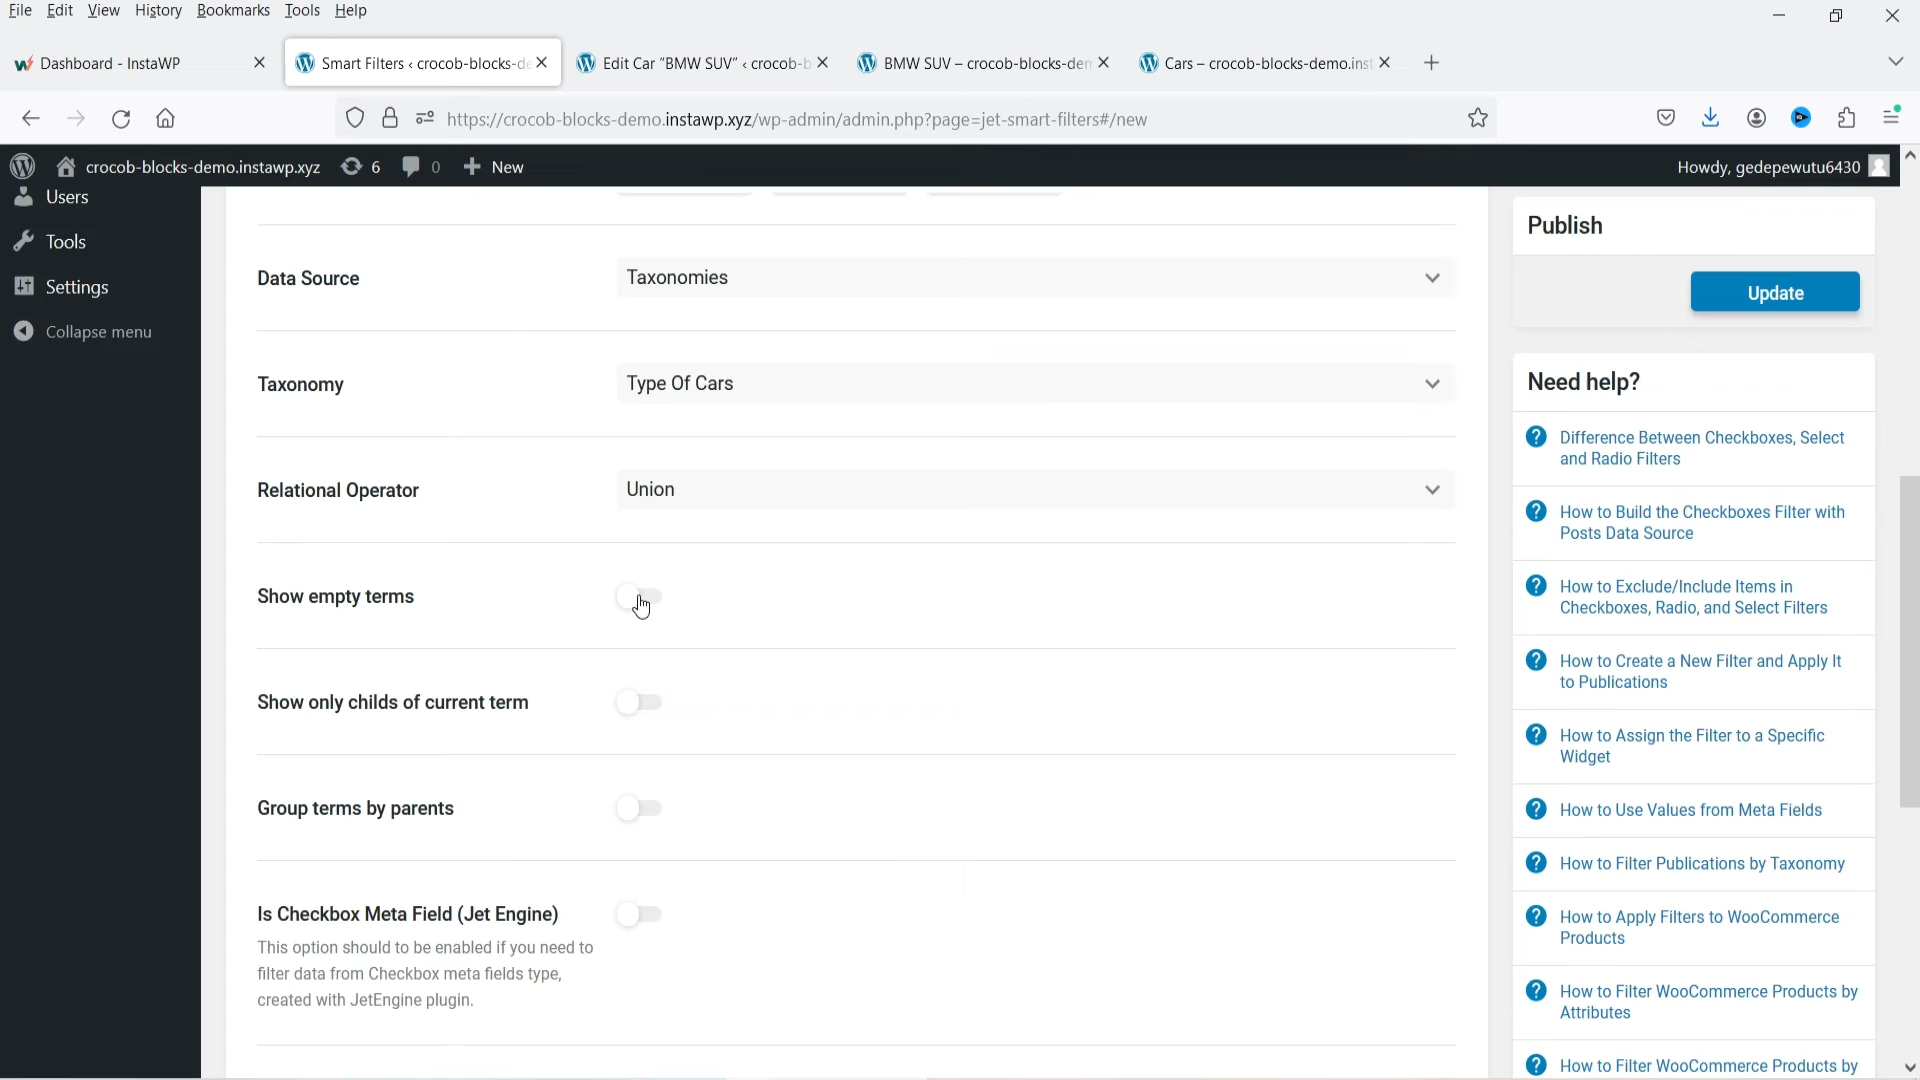 File Edit View History Bookmarks Tools Help
Dashboard - InstaWP
Smart Filters ‹ crocob-blocks-de
Edit Car "BMW SUV" ‹ crocob-b
BMW SUV – crocob-blocks-den
Cars – crocob-blocks-demo.inst
https://crocob-blocks-demo.instawp.xyz/wp-admin/admin.php?page=jet-smart-filters#/new
crocob-blocks-demo.instawp.xyz 6 0 New
Howdy, gedepewutu6430
Users
Tools
Settings
Collapse menu
Data Source
Taxonomies
Taxonomy
Type Of Cars
Relational Operator
Union
Show empty terms
Show only childs of current term
Group terms by parents
Is Checkbox Meta Field (Jet Engine)
This option should to be enabled if you need to
filter data from Checkbox meta fields type,
created with JetEngine plugin.
Publish
Update
Need help?
Difference Between Checkboxes, Select
and Radio Filters
How to Build the Checkboxes Filter with
Posts Data Source
How to Exclude/Include Items in
Checkboxes, Radio, and Select Filters
How to Create a New Filter and Apply It
to Publications
How to Assign the Filter to a Specific
Widget
How to Use Values from Meta Fields
How to Filter Publications by Taxonomy
How to Apply Filters to WooCommerce
Products
How to Filter WooCommerce Products by
Attributes
How to Filter WooCommerce Products by